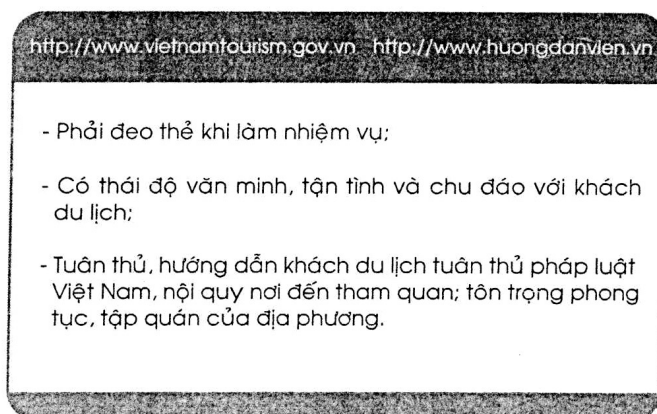 http://www.vietnamtourism.gov.vn http://www.huongdanvien.vn
- Phải đeo thẻ khi làm nhiệm vụ;
- Có thái độ văn minh, tận tình và chu đáo với khách
du lịch;
- Tuân thủ, hướng dẫn khách du lịch tuân thủ pháp luật
Việt Nam, nội quy nơi đến tham quan; tôn trọng phong
tục, tập quán của địa phương.